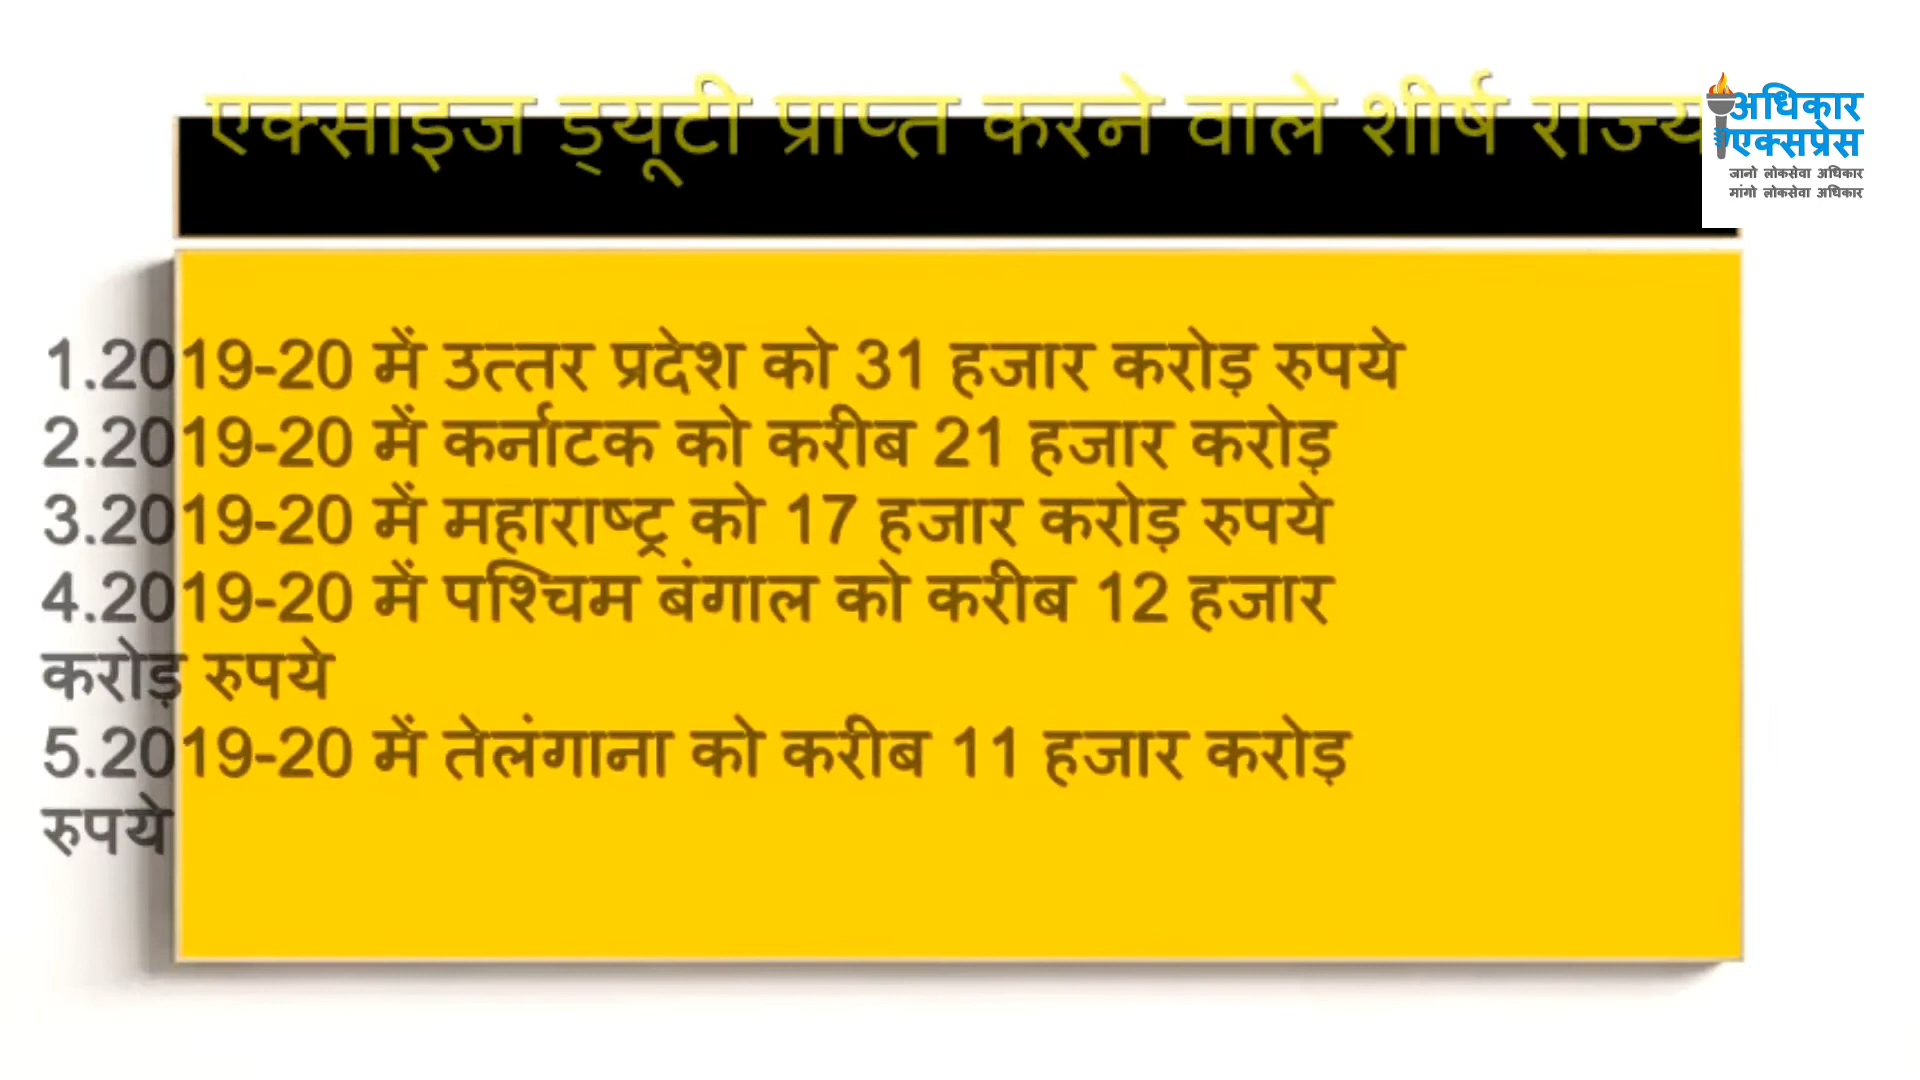 एक्साइज ड्यूटी प्राप्त करने वाले शीर्ष राज्य
अधिकार
एक्सप्रेस
जानो लोकसेवा अधिकार
मांगो लोकसेवा अधिकार
1.2019-20 में उत्तर प्रदेश को 31 हजार करोड़ रुपये
2.2019-20 में कर्नाटक को करीब 21 हजार करोड़
3.2019-20 में महाराष्ट्र को 17 हजार करोड़ रुपये
4.2019-20 में पश्चिम बंगाल को करीब 12 हजार
करोड़ रुपये
5.2019-20 में तेलंगाना को करीब 11 हजार करोड़
रुपये